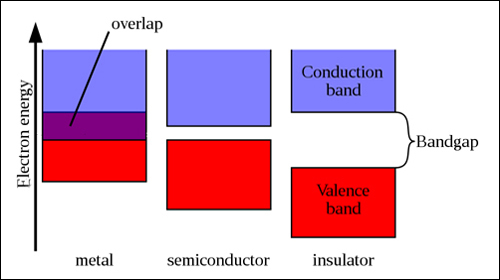 overlap
Electron energy
Conduction
band
Bandgap
Valence
band
metal
semiconductor
insulator